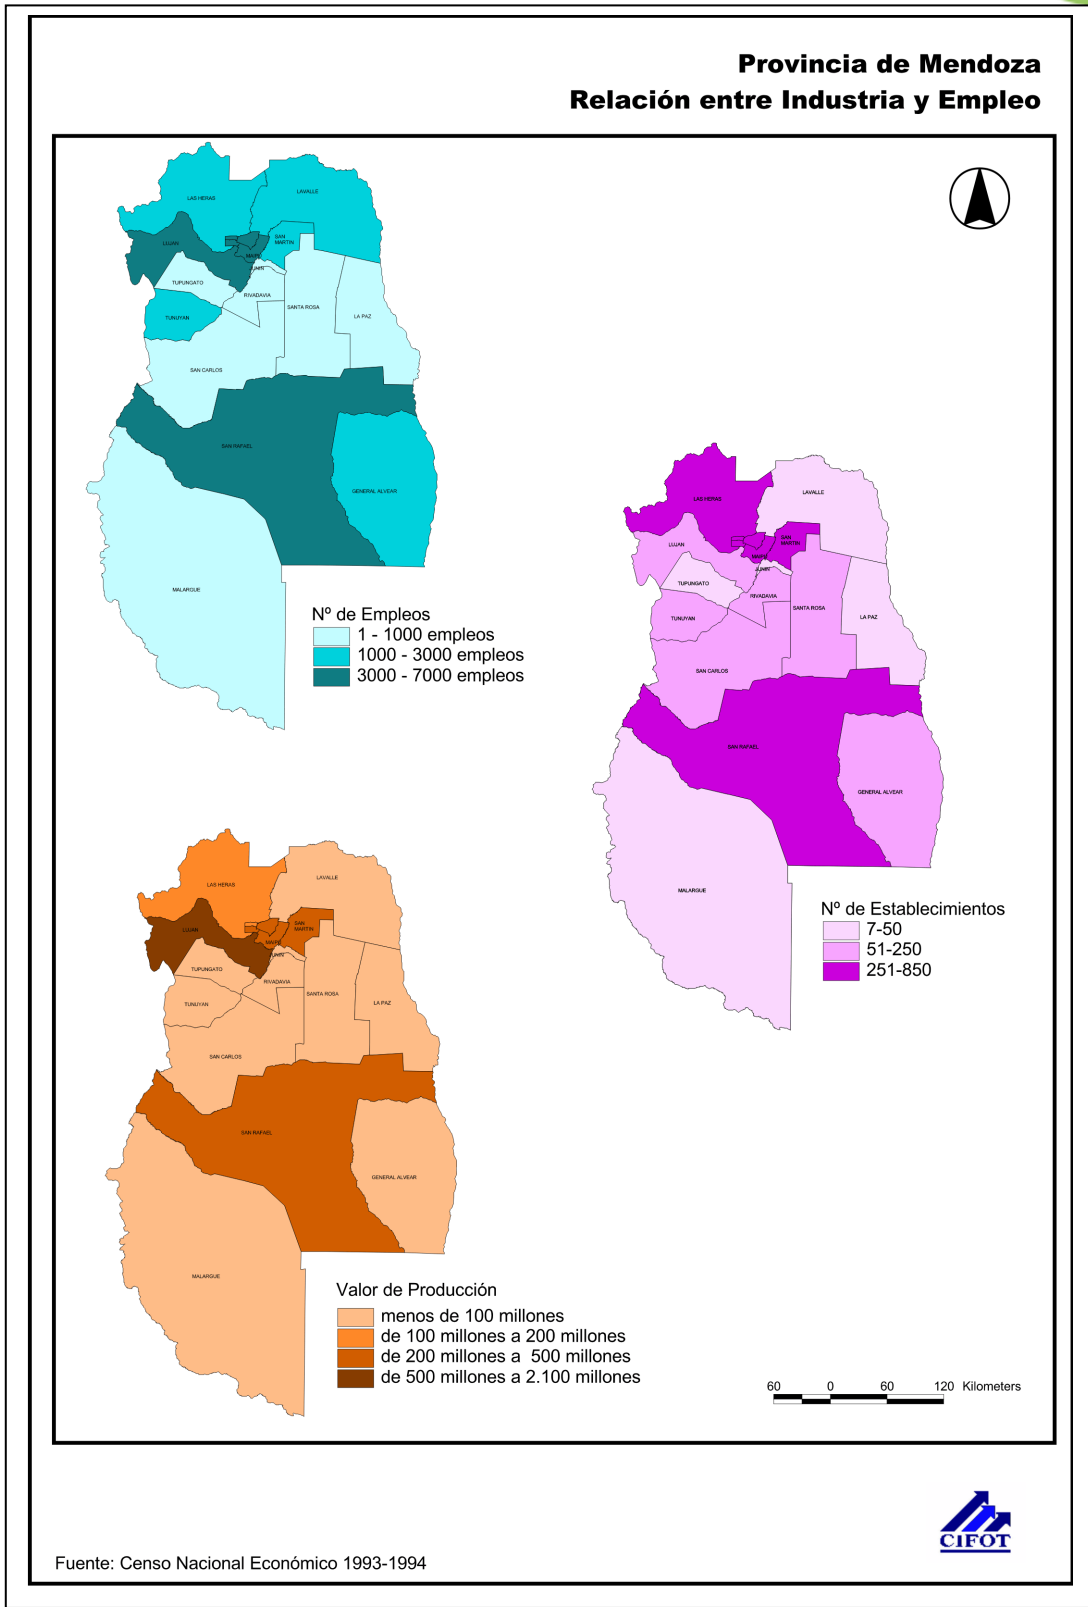 Provincia de Mendoza
Relación entre Industria y Empleo
LAS HERAS
LAVALLE
LUJAN
SAN
MARTIN
MAIPU
JUNIN
TUPUNGATO
RIVADAVIA
SANTA ROSA
LA PAZ
TUNUYAN
SAN CARLOS
SAN RAFAEL
GENERAL ALVEAR
MALARGUE
Nº de Empleos
1 - 1000 empleos
1000 - 3000 empleos
3000 - 7000 empleos
LAS HERAS
LAVALLE
LUJAN
SAN
MARTIN
MAIPU
JUNIN
TUPUNGATO
RIVADAVIA
SANTA ROSA
LA PAZ
TUNUYAN
SAN CARLOS
SAN RAFAEL
GENERAL ALVEAR
MALARGUE
Nº de Establecimientos
7-50
51-250
251-850
LAS HERAS
LAVALLE
LUJAN
SAN
MARTIN
MAIPU
JUNIN
TUPUNGATO
RIVADAVIA
SANTA ROSA
LA PAZ
TUNUYAN
SAN CARLOS
SAN RAFAEL
GENERAL ALVEAR
MALARGUE
Valor de Producción
menos de 100 millones
de 100 millones a 200 millones
de 200 millones a 500 millones
de 500 millones a 2.100 millones
60 0 60 120 Kilometers
CIFOT
Fuente: Censo Nacional Económico 1993-1994